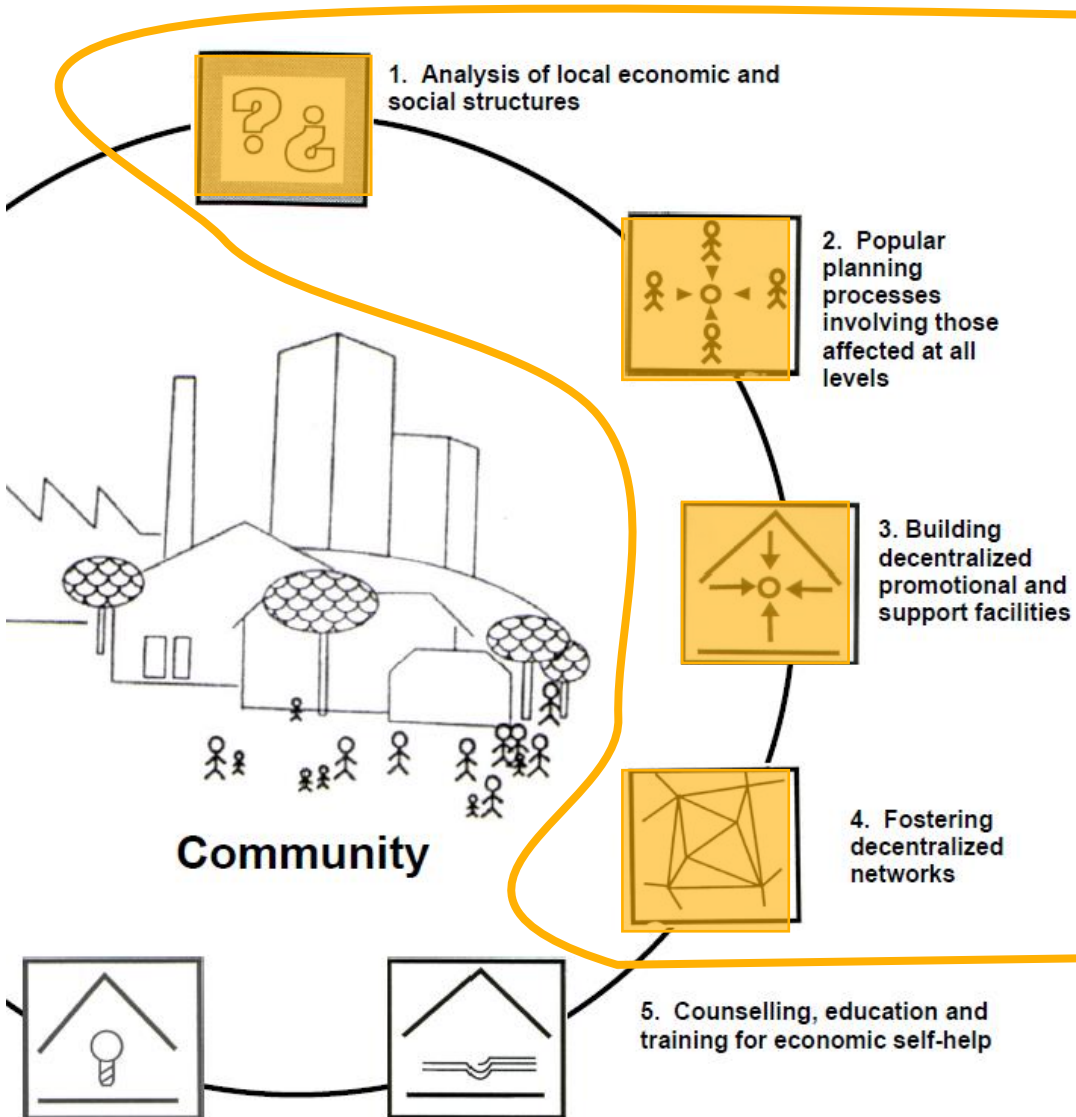 1. Analysis of local economic and
social structures
2. Popular
planning
processes
involving those
affected at all
levels
3. Building
decentralized
promotional and
support facilities
4. Fostering
decentralized
networks
Community
5. Counselling, education and
training for economic self-help